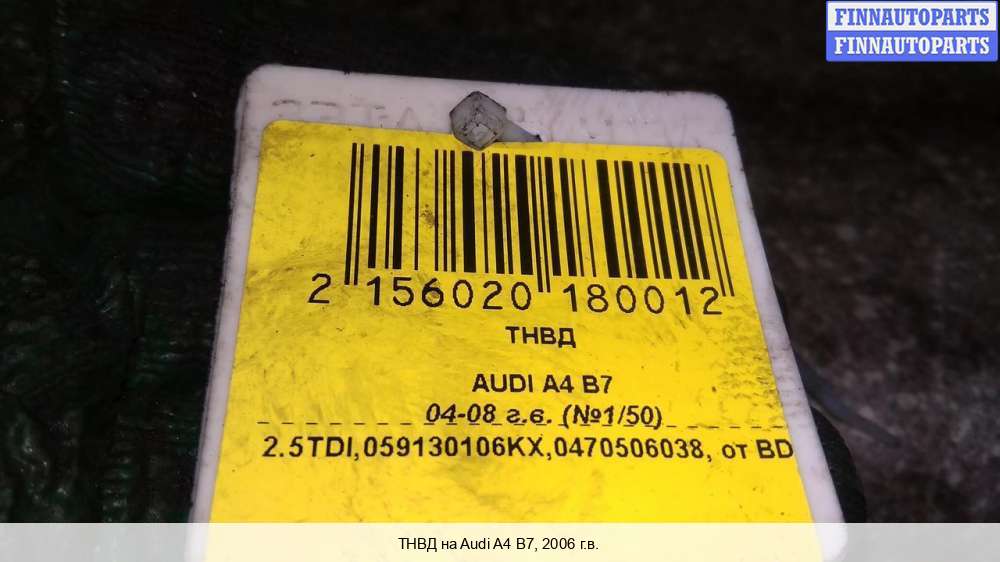 FINNAUTOPARTS
FINNAUTOPARTS
2 156020 180012
ТНВД
AUDI A4 B7
04-08 г.в. (№1/50)
2.5TDI,059130106KX,0470506038, от BD
ТНВД на Audi A4 B7, 2006 г.в.